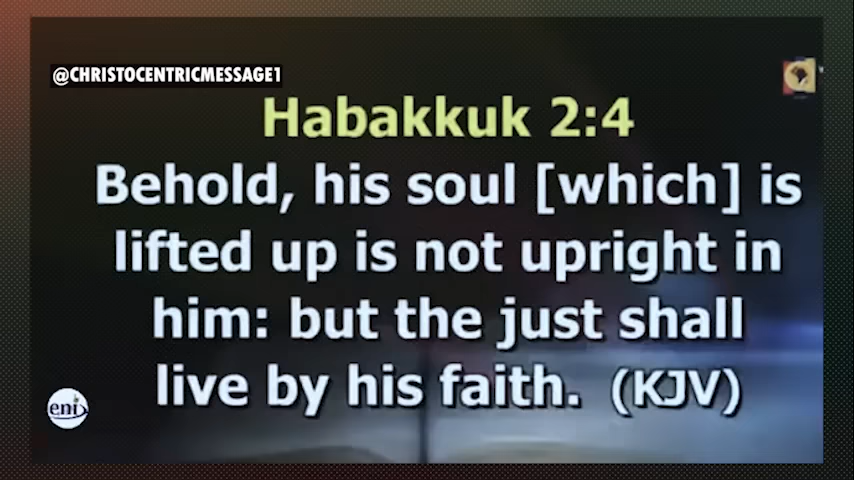 @CHRISTOCENTRICMESSAGE1
Habakkuk 2:4
Behold, his soul [which] is
lifted up is not upright in
him: but the just shall
live by his faith. (KJV)
eni